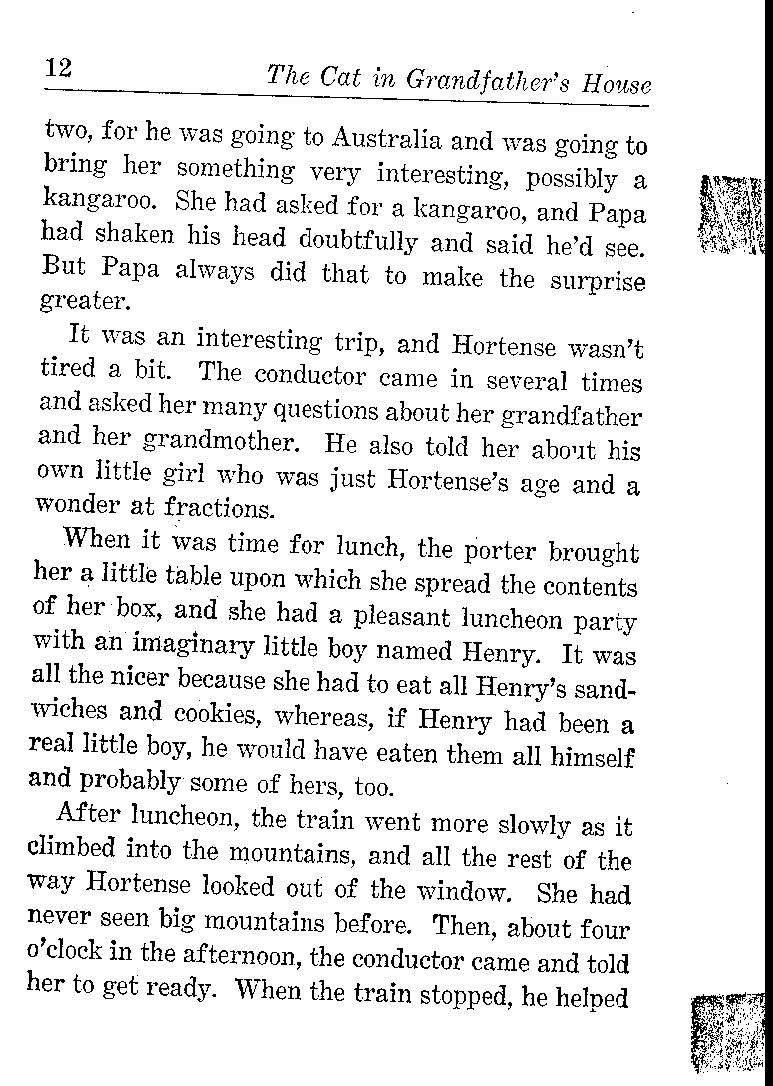 12 The Cat in Grandfather's House
two, for he was going to Australia and was going to
bring her something very interesting, possibly a
kangaroo. She had asked for a kangaroo, and Papa
had shaken his head doubtfully and said he'd see.
But Papa always did that to make the surprise
greater.
It was an interesting trip, and Hortense wasn't
tired a bit. The conductor came in several times
and asked her many questions about her grandfather
and her grandmother. He also told her about his
own little girl who was just Hortense's age and a
wonder at fractions.
When it was time for lunch, the porter brought
her a little table upon which she spread the contents
of her box, and she had a pleasant luncheon party
with an imaginary little boy named Henry. It was
all the nicer because she had to eat all Henry's sand-
wiches and cookies, whereas, if Henry had been a
real little boy, he would have eaten them all himself
and probably some of hers, too.
After luncheon, the train went more slowly as it
climbed into the mountains, and all the rest of the
way Hortense looked out of the window. She had
never seen big mountains before. Then, about four
o'clock in the afternoon, the conductor came and told
her to get ready. When the train stopped, he helped